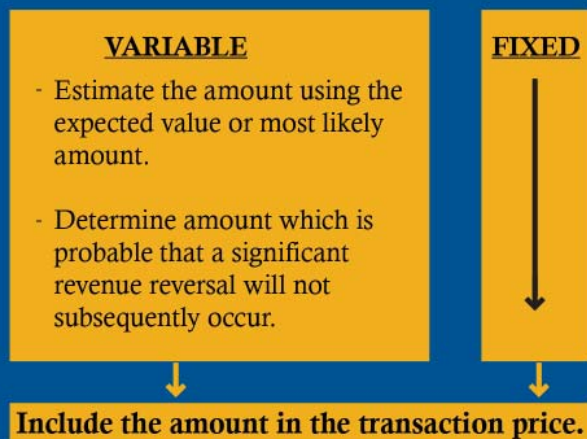 VARIABLE
- Estimate the amount using the
expected value or most likely
amount.
- Determine amount which is
probable that a significant
revenue reversal will not
subsequently occur.
FIXED
Include the amount in the transaction price.